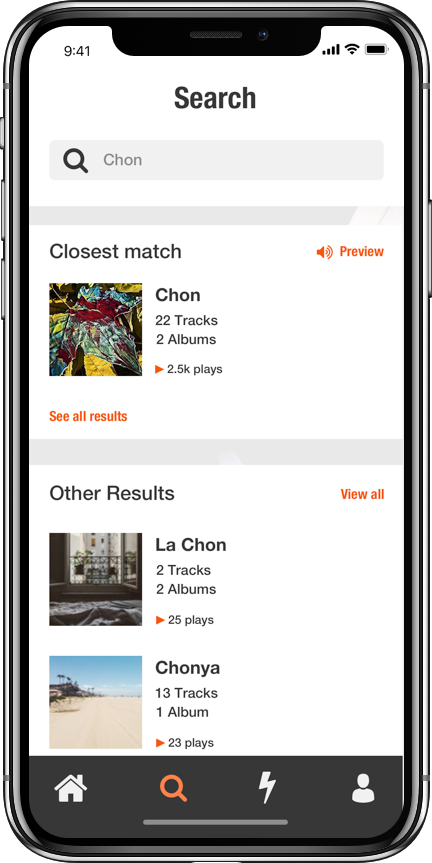 9:41
Search
Chon
Closest match
Preview
Chon
22 Tracks
2 Albums
2.5k plays
See all results
Other Results
View all
La Chon
2 Tracks
2 Albums
25 plays
Chonya
13 Tracks
1 Album
23 plays